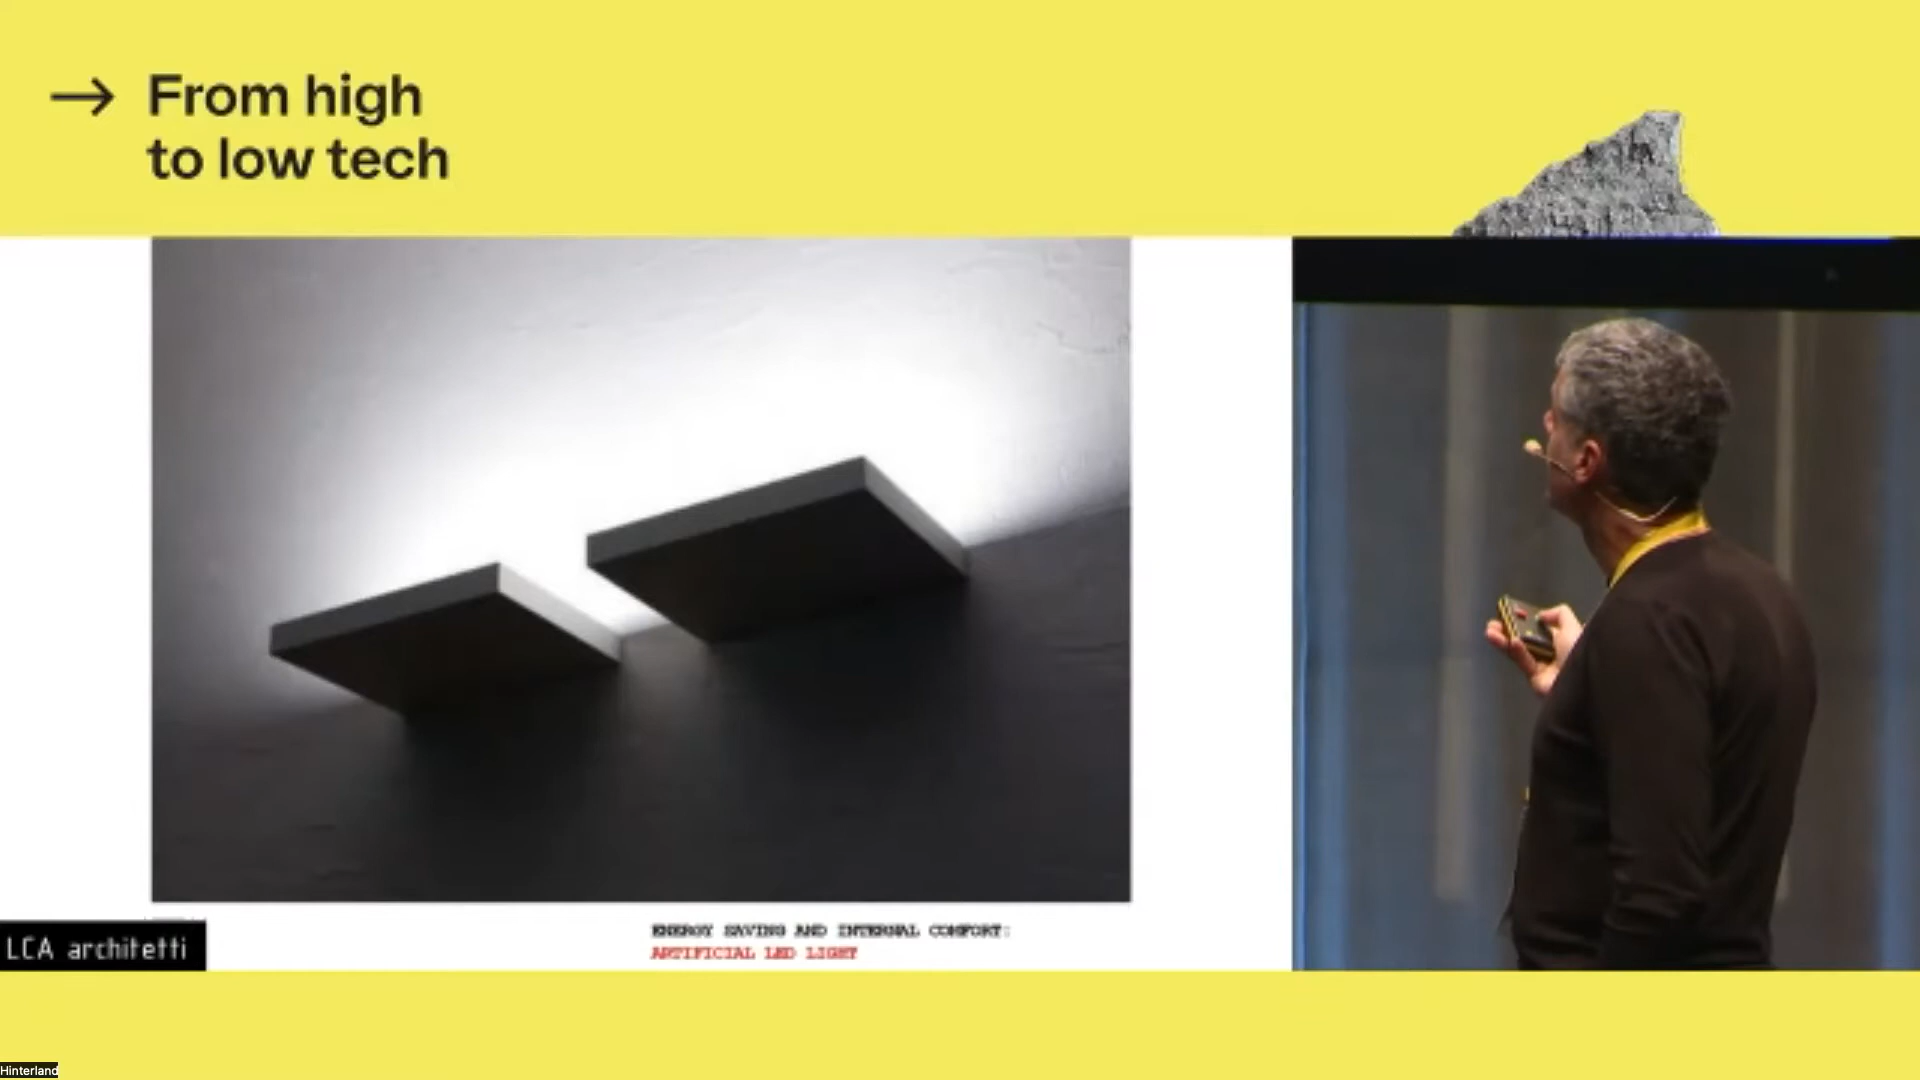 From high
to low tech
ENERGY SAVING AND INTERNAL COMFORT:
ARTIFICIAL LED LIGHT
LCA architetti
Hinterland